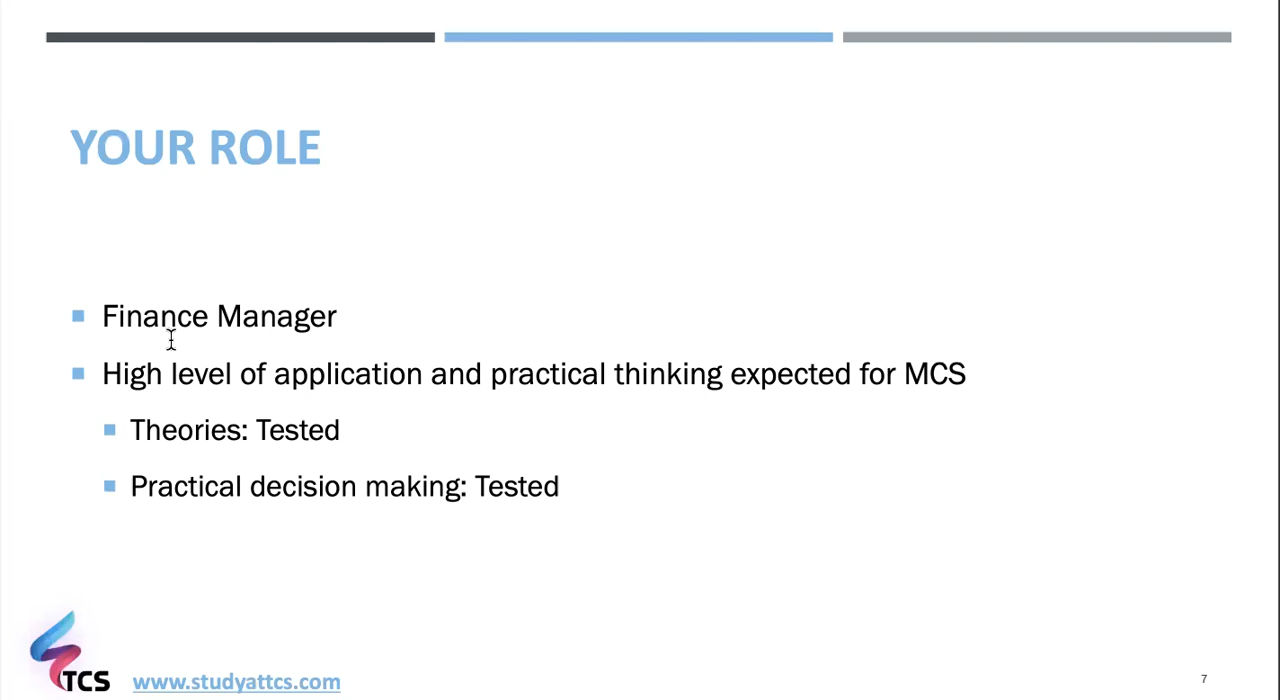 YOUR ROLE
Finance Manager
High level of application and practical thinking expected for MCS
Theories: Tested
Practical decision making: Tested
TCS
www.studyattcs.com
7